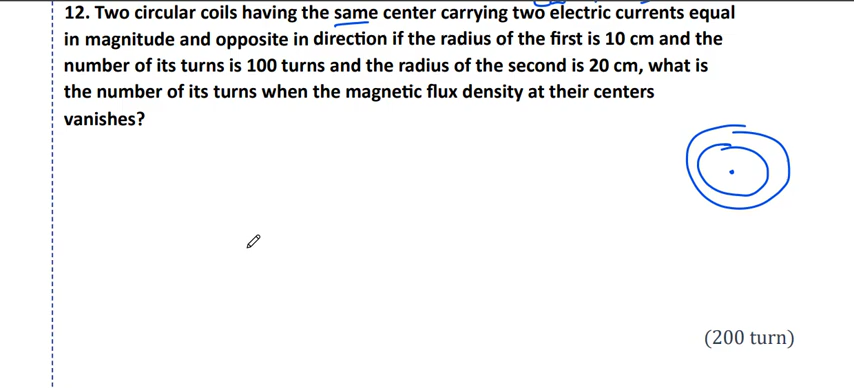 12. Two circular coils having the same center carrying two electric currents equal
in magnitude and opposite in direction if the radius of the first is 10 cm and the
number of its turns is 100 turns and the radius of the second is 20 cm, what is
the number of its turns when the magnetic flux density at their centers
vanishes?
(200 turn)